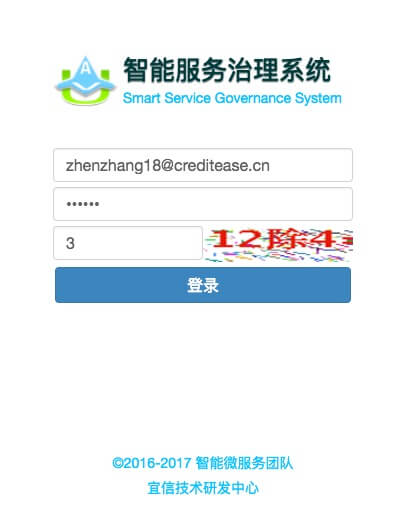 智能服务治理系统
Smart Service Governance System
zhenzhang18@creditease.cn
••••••
3 12除4=
登录
©2016-2017 智能微服务团队
宜信技术研发中心